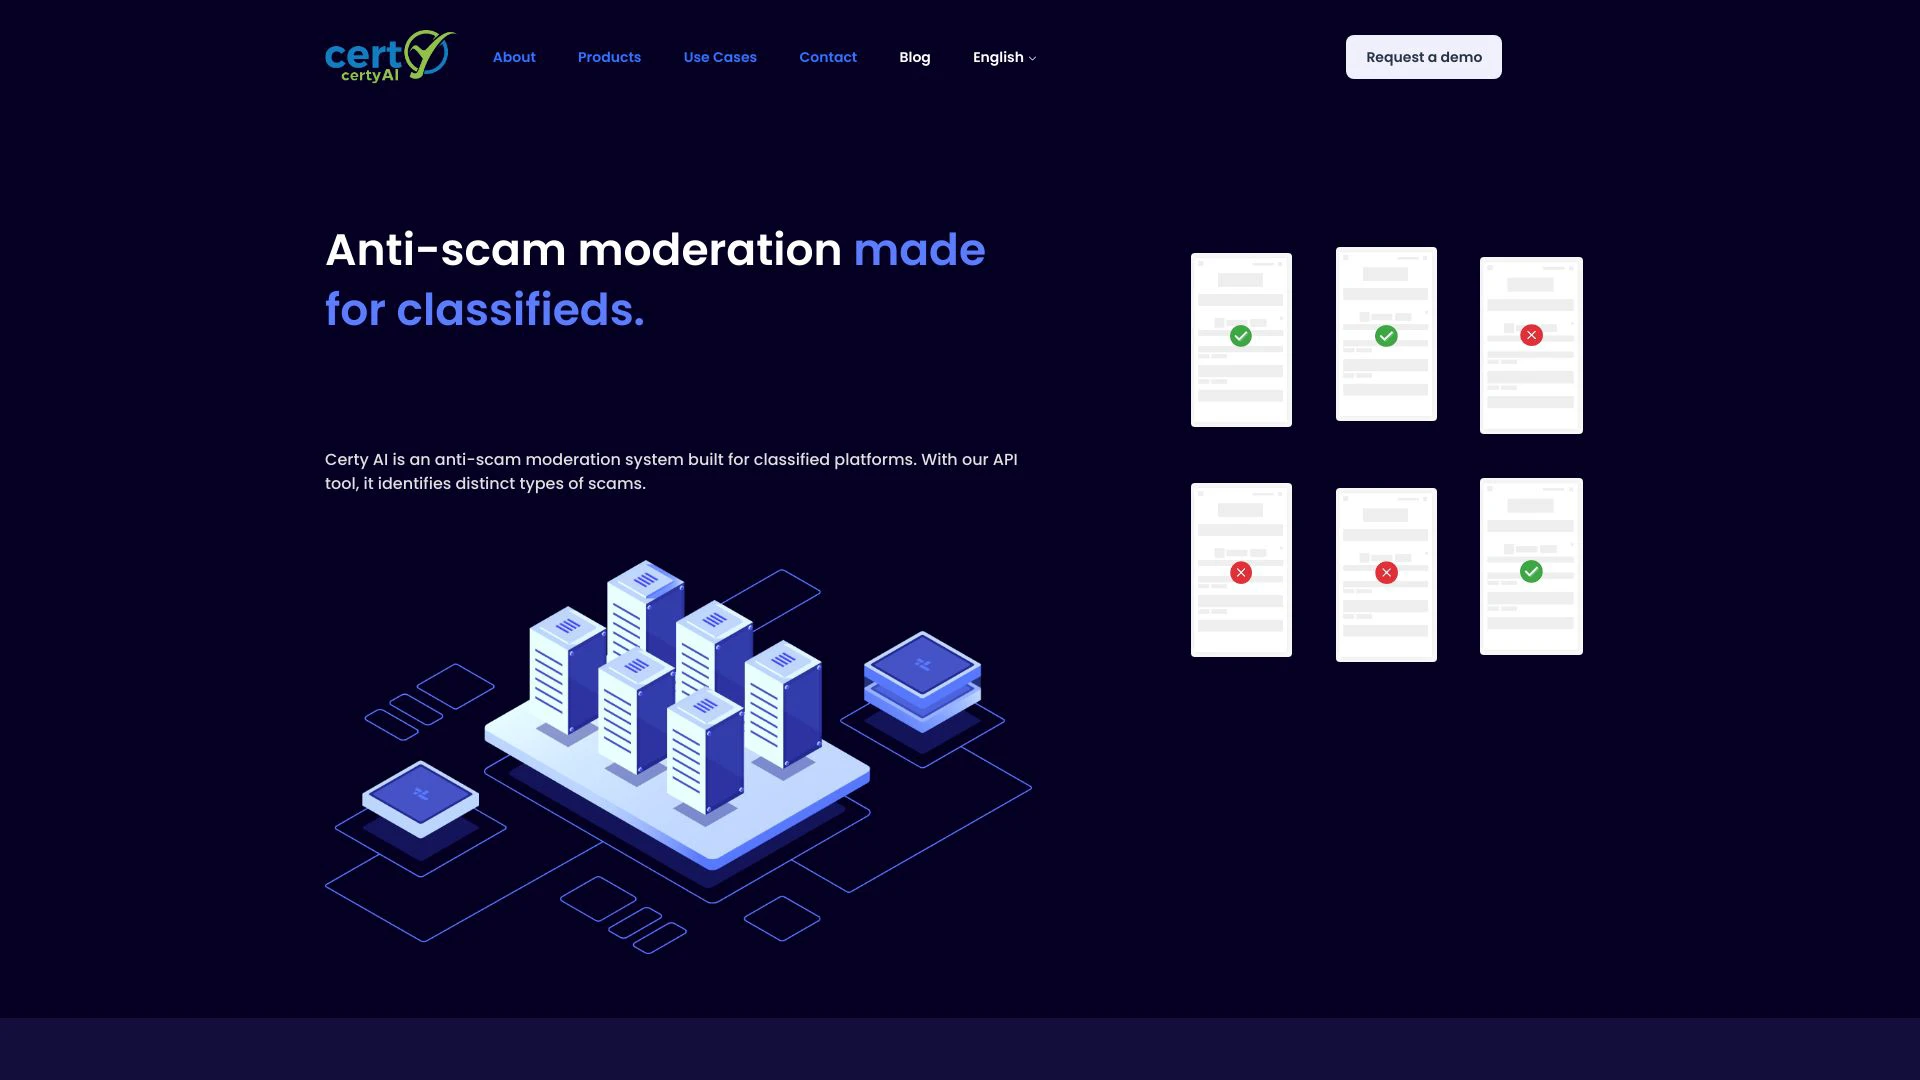 certy
certyAI
About
Products
Use Cases
Contact
Blog
English
Request a demo
Anti-scam moderation made
for classifieds.
Certy AI is an anti-scam moderation system built for classified platforms. With our API
tool, it identifies distinct types of scams.